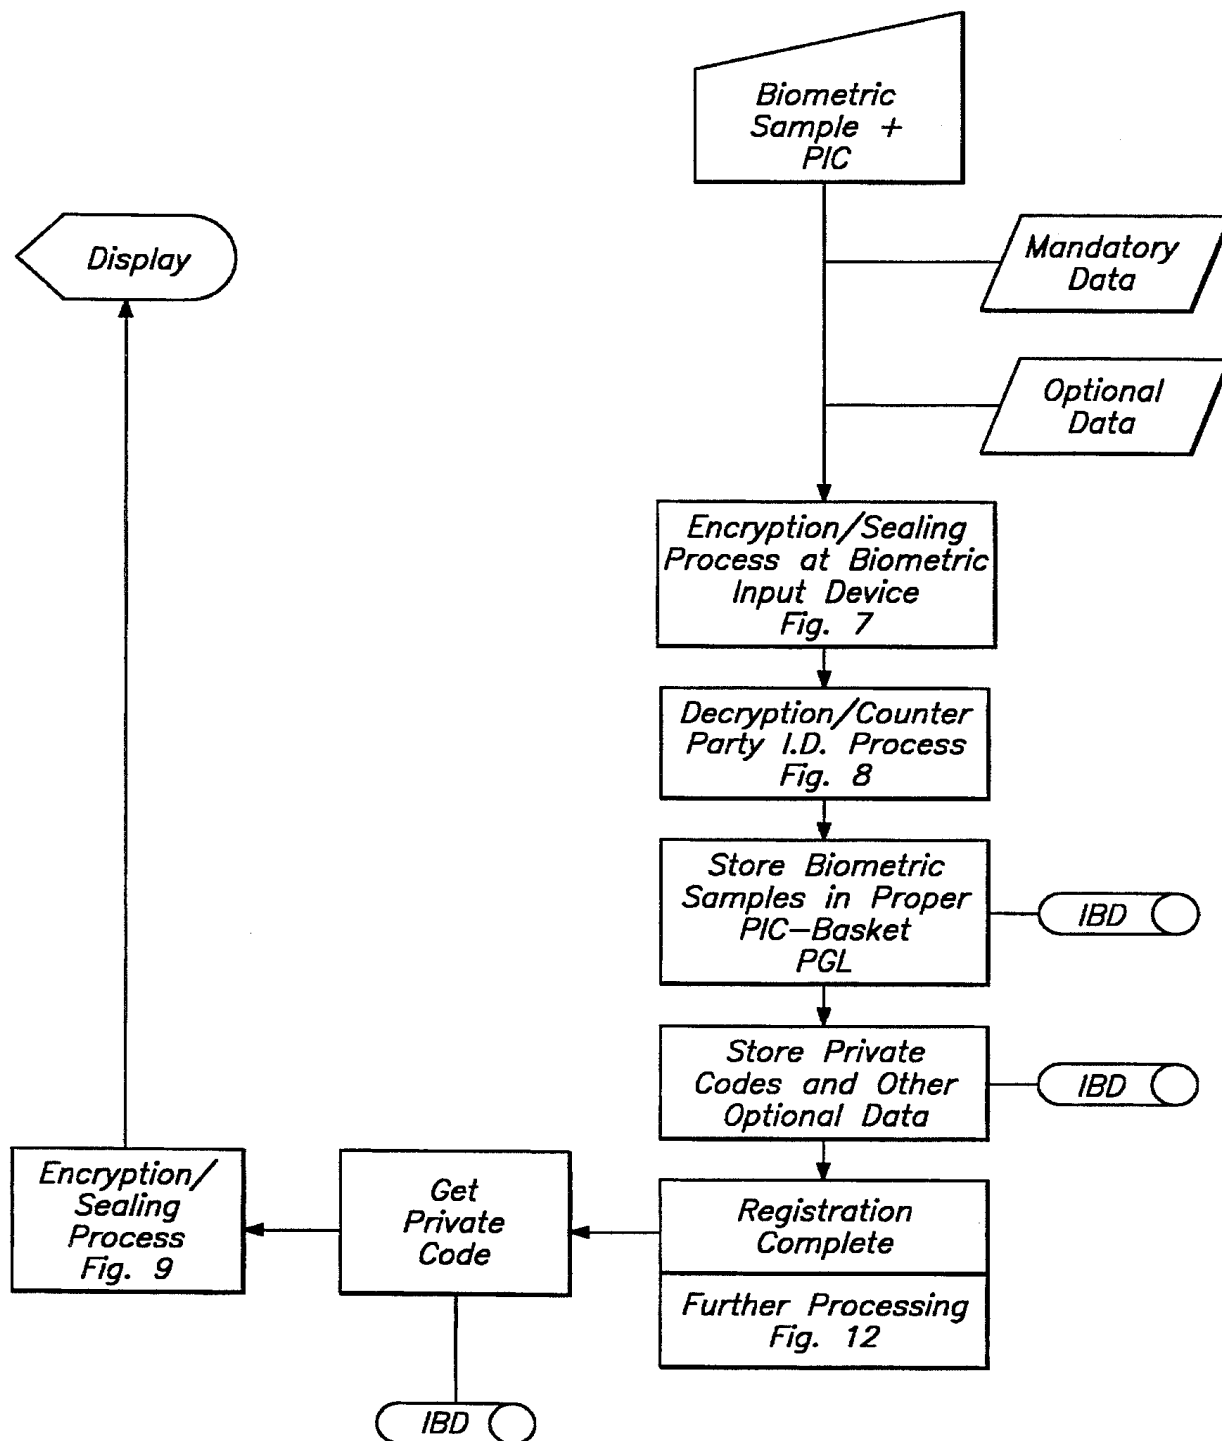 Biometric
Sample +
PIC
Display
Mandatory
Data
Optional
Data
Encryption/Sealing
Process at Biometric
Input Device
Fig. 7
Decryption/Counter
Party I.D. Process
Fig. 8
Store Biometric
Samples in Proper
PIC-Basket
PGL
IBD
Store Private
Codes and Other
Optional Data
IBD
Encryption/
Sealing
Process
Fig. 9
Get
Private
Code
Registration
Complete
Further Processing
Fig. 12
IBD